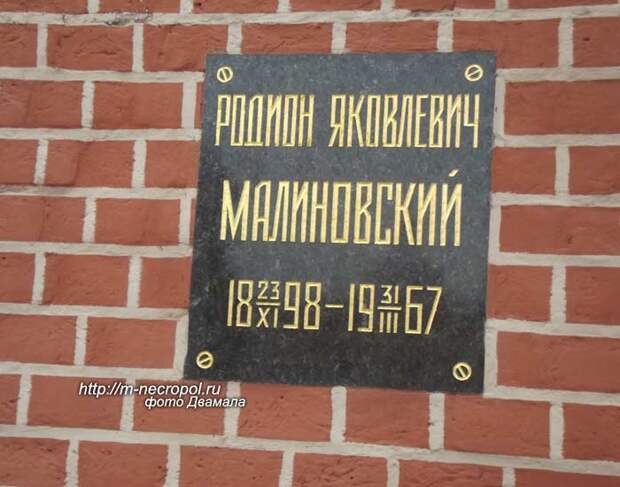 РОДИОН ЯКОВЛЕВИЧ
МАЛИНОВСКИЙ
18 23/XI 98 – 19 31/III 67
http://m-necropol.ru
фото Двамала